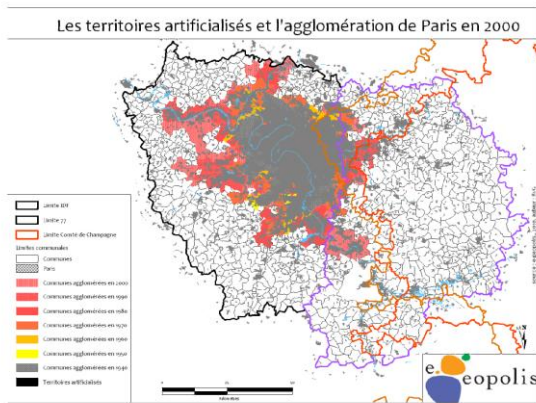 Les territoires artificialisés et l'agglomération de Paris en 2000
Limite IDF
Limite 77
Limite Comté de Champagne
Limites communales
Communes
Paris
Communes agglomérées en 2000
Communes agglomérées en 1990
Communes agglomérées en 1980
Communes agglomérées en 1970
Communes agglomérées en 1960
Communes agglomérées en 1950
Communes agglomérées en 1940
Territoires artificialisés
e
eopolis